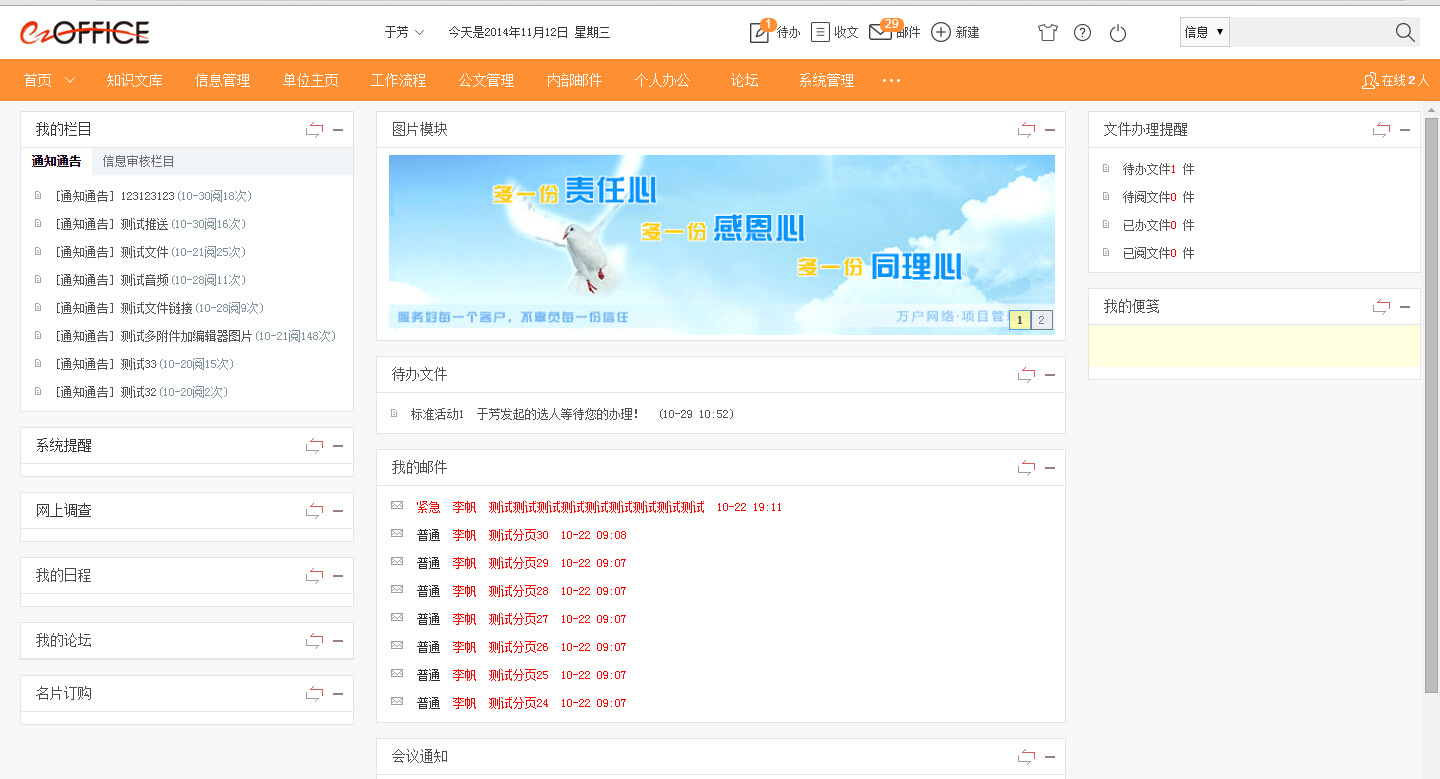 ezOFFICE
于芳 今天是2014年11月12日 星期三 1 待办 收文 29 邮件 新建 信息
首页 知识文库 信息管理 单位主页 工作流程 公文管理 内部邮件 个人办公 论坛 系统管理 ··· 在线 2 人
我的栏目
通知通告 信息审核栏目
[通知通告] 123123123(10-30阅18次)
[通知通告] 测试推送(10-30阅16次)
[通知通告] 测试文件(10-21阅25次)
[通知通告] 测试音频(10-28阅11次)
[通知通告] 测试文件链接(10-28阅9次)
[通知通告] 测试多附件加编辑器图片(10-21阅148次)
[通知通告] 测试33(10-20阅15次)
[通知通告] 测试32(10-20阅2次)
系统提醒
网上调查
我的日程
我的论坛
名片订购
图片模块
多一份 责任心
多一份 感恩心
多一份 同理心
服务好每一个客户，不辜负每一份信任
万户网络·项目管
1 2
待办文件
标准活动1 于芳发起的选人等待您的办理! (10-29 10:52)
我的邮件
'紧急 李帆 测试测试测试测试测试测试测试测试测试 10-22 19:11
普通 李帆 测试分页30 10-22 09:08
普通 李帆 测试分页29 10-22 09:07
普通 李帆 测试分页28 10-22 09:07
普通 李帆 测试分页27 10-22 09:07
普通 李帆 测试分页26 10-22 09:07
普通 李帆 测试分页25 10-22 09:07
普通 李帆 测试分页24 10-22 09:07
会议通知
文件办理提醒
待办文件1 件
待阅文件0 件
已办文件0 件
已阅文件0 件
我的便笺